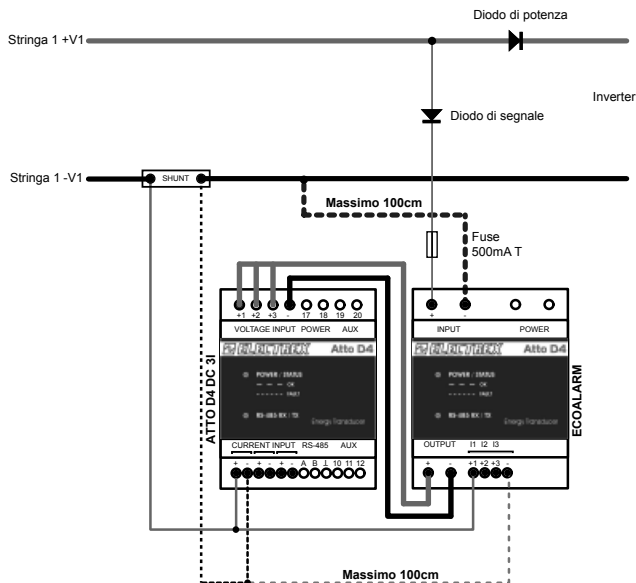 Diodo di potenza
Stringa 1 +V1
Inverter
Diodo di segnale
Stringa 1 -V1
SHUNT
Massimo 100cm
Fuse
500mA T
+1 +2 +3 - 17 18 19 20
VOLTAGE INPUT POWER AUX
+ -
INPUT POWER
ELECTREX Atto D4
POWER / STATUS
OK
FAULT
RS-485 RX / TX
Energy Transducer
ATTO D4 DC 3I
CURRENT INPUT RS-485 AUX
+ - + - + - A B ⊥ 10 11 12
ELECTREX Atto D4
POWER / STATUS
OK
FAULT
RS-485 RX / TX
Energy Transducer
ECOALARM
OUTPUT I1 I2 I3
+ - +1 +2 +3 -
Massimo 100cm